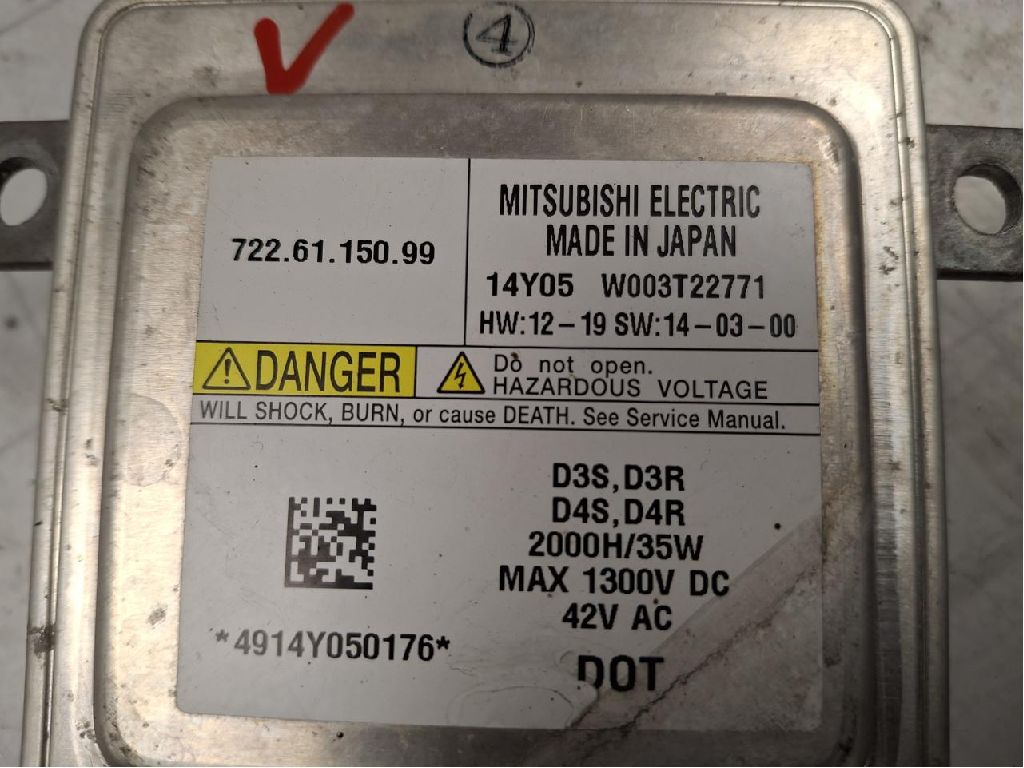 4
722.61.150.99
MITSUBISHI ELECTRIC
MADE IN JAPAN
14Y05 W003T22771
HW:12-19 SW:14-03-00
DANGER
Do not open.
HAZARDOUS VOLTAGE
WILL SHOCK, BURN, or cause DEATH. See Service Manual.
D3S,D3R
D4S,D4R
2000H/35W
MAX 1300V DC
42V AC
*4914Y050176*
DOT